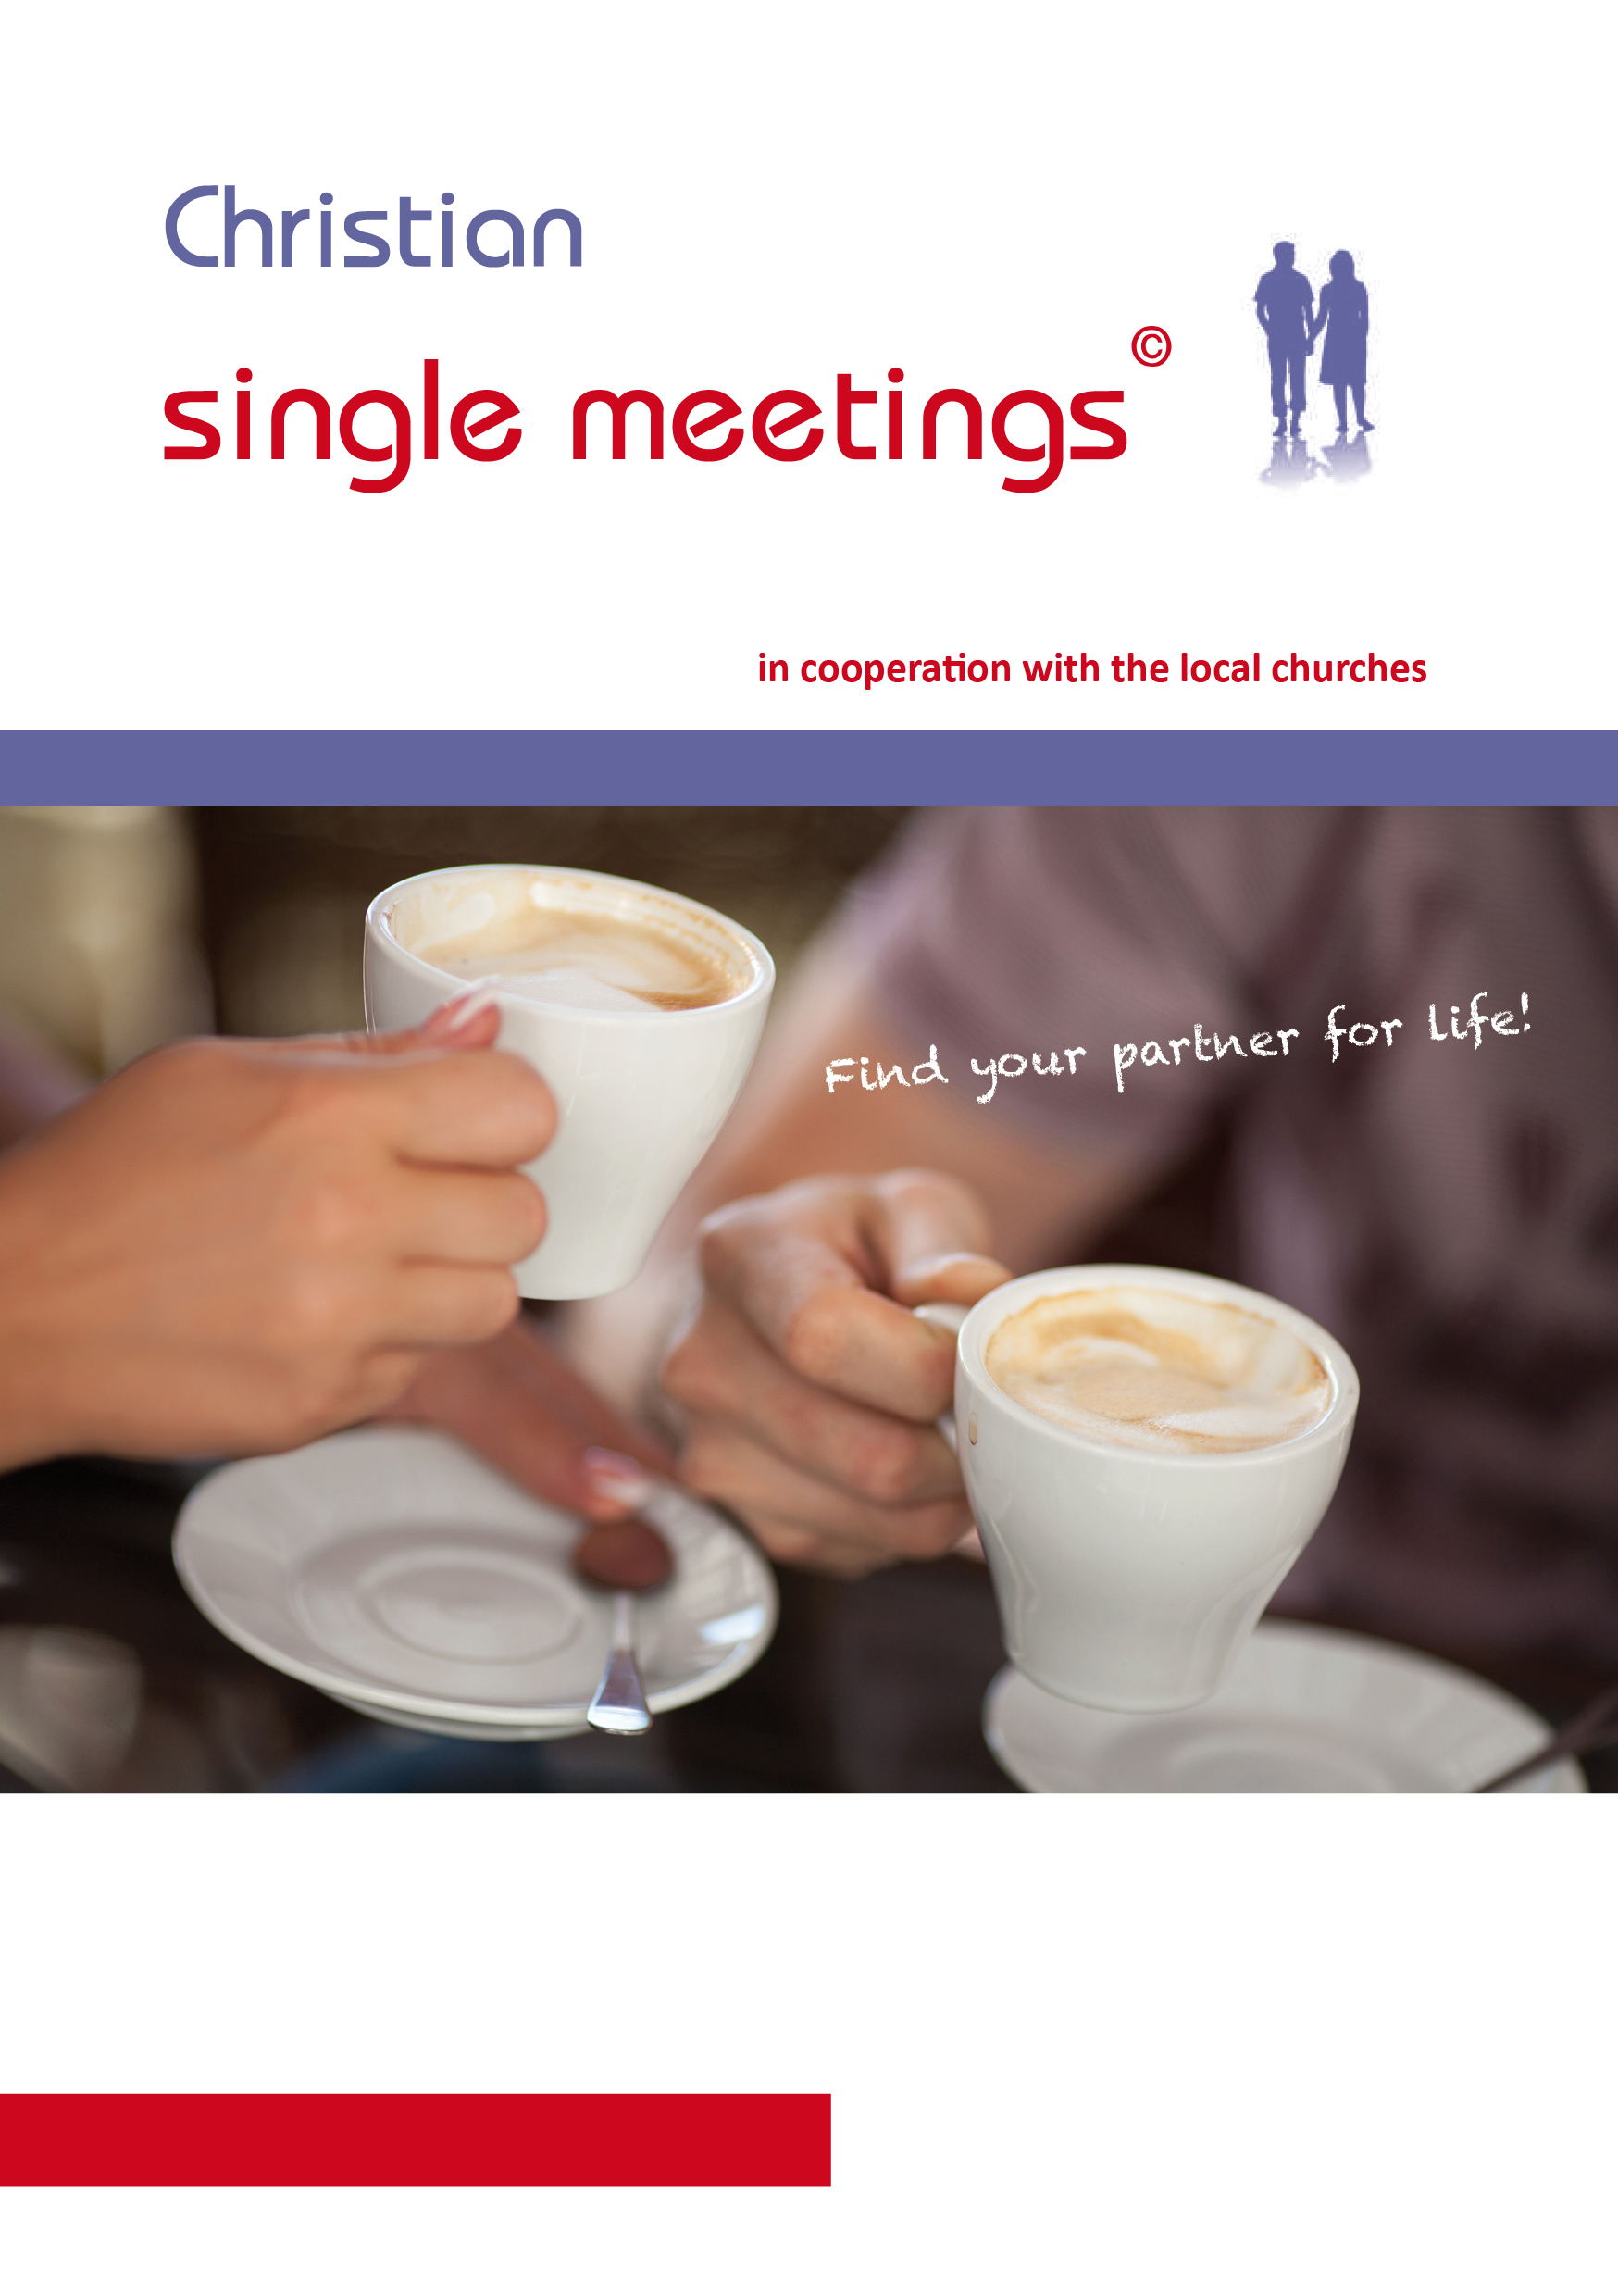 Christian
single meetings©
in cooperation with the local churches
Find your partner for life!